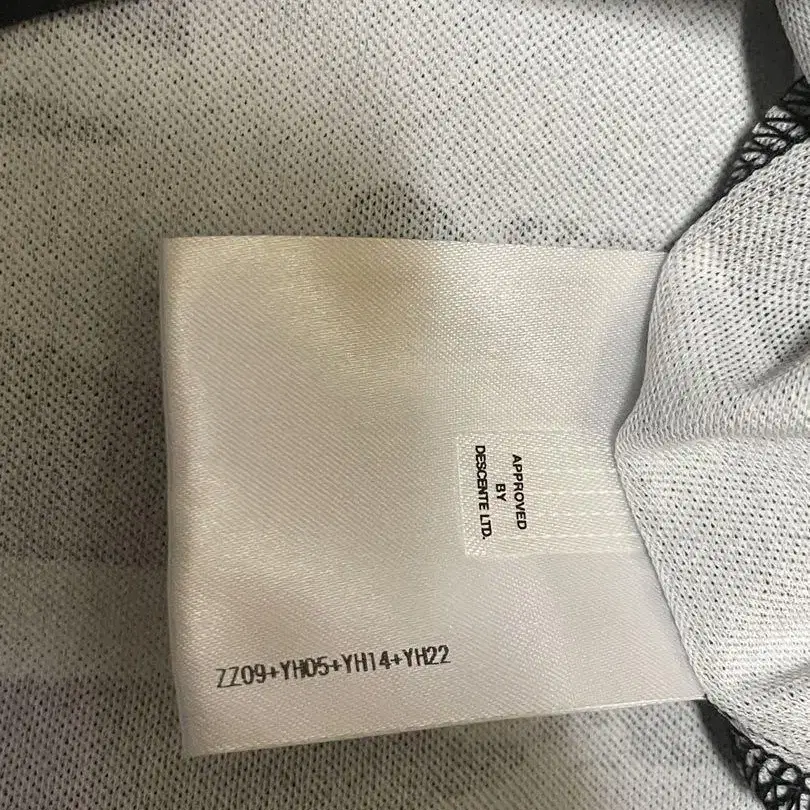 APPROVED
BY
DESCENTE LTD.
ZZ09+YH05+YH14+YH22